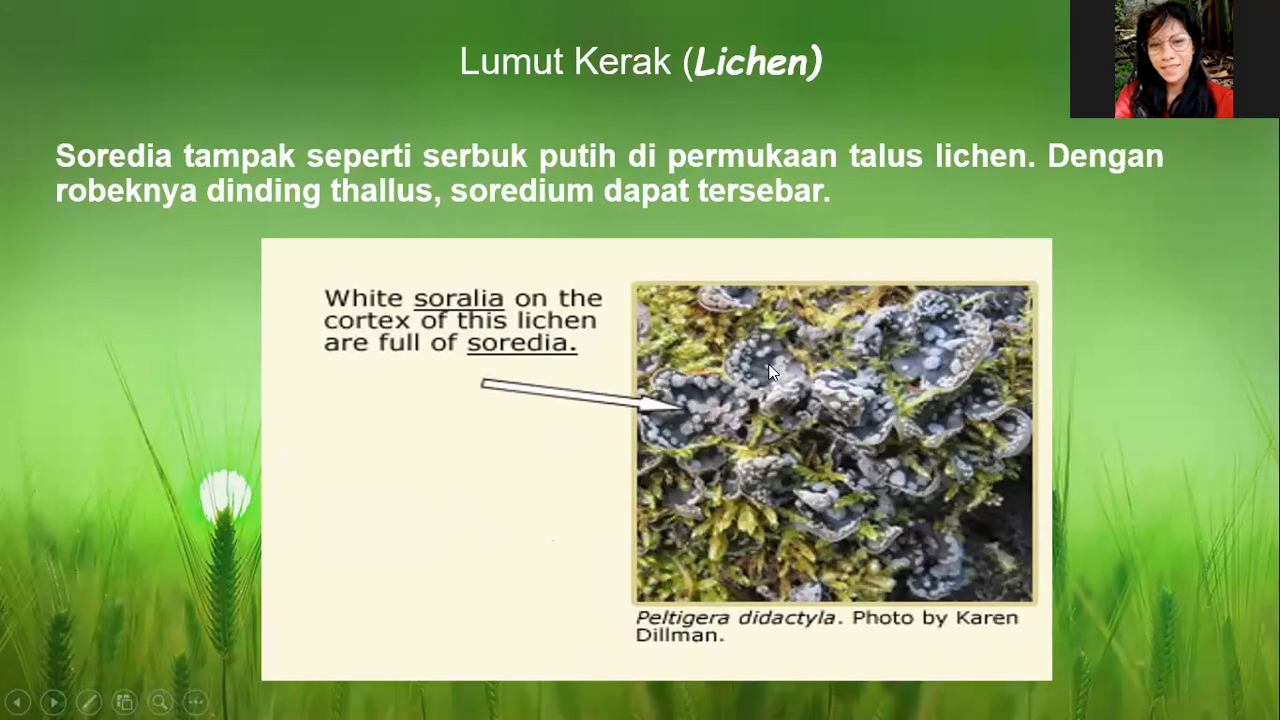 Lumut Kerak (Lichen)
Soredia tampak seperti serbuk putih di permukaan talus lichen. Dengan
robeknya dinding thallus, soredium dapat tersebar.
White soralia on the
cortex of this lichen
are full of soredia.
Peltigera didactyla. Photo by Karen
Dillman.